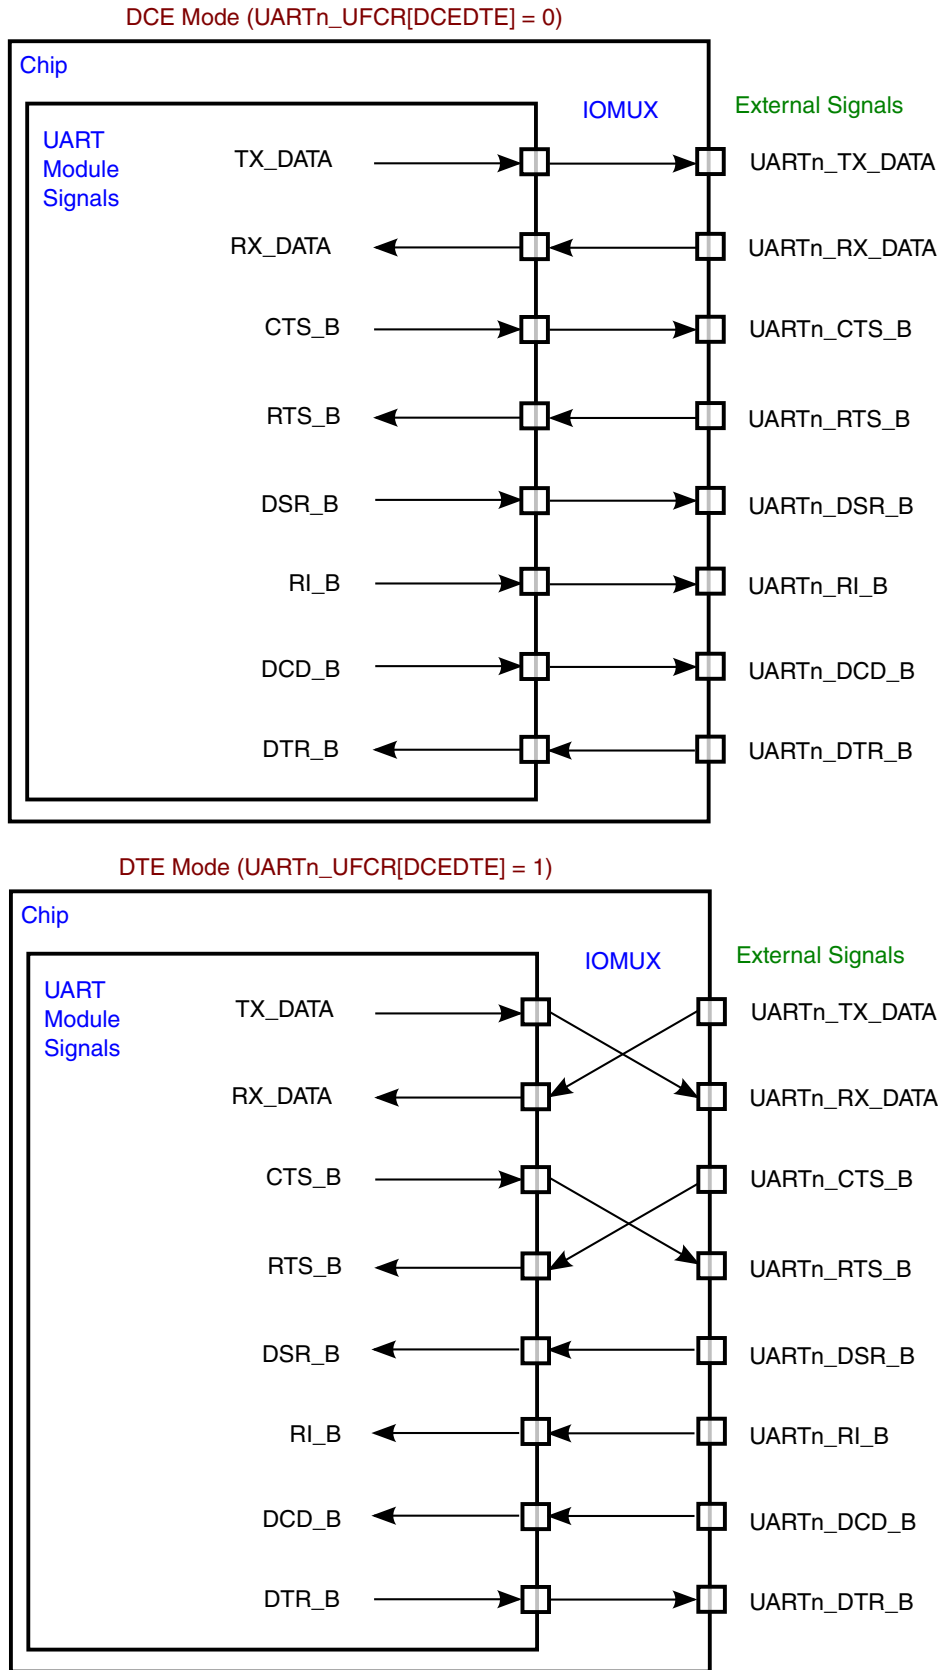 DCE Mode (UARTn_UFCR[DCEDTE] = 0)
Chip
IOMUX
External Signals
UART
Module
Signals
TX_DATA
UARTn_TX_DATA
RX_DATA
UARTn_RX_DATA
CTS_B
UARTn_CTS_B
RTS_B
UARTn_RTS_B
DSR_B
UARTn_DSR_B
RI_B
UARTn_RI_B
DCD_B
UARTn_DCD_B
DTR_B
UARTn_DTR_B
DTE Mode (UARTn_UFCR[DCEDTE] = 1)
Chip
IOMUX
External Signals
UART
Module
Signals
TX_DATA
UARTn_TX_DATA
RX_DATA
UARTn_RX_DATA
CTS_B
UARTn_CTS_B
RTS_B
UARTn_RTS_B
DSR_B
UARTn_DSR_B
RI_B
UARTn_RI_B
DCD_B
UARTn_DCD_B
DTR_B
UARTn_DTR_B